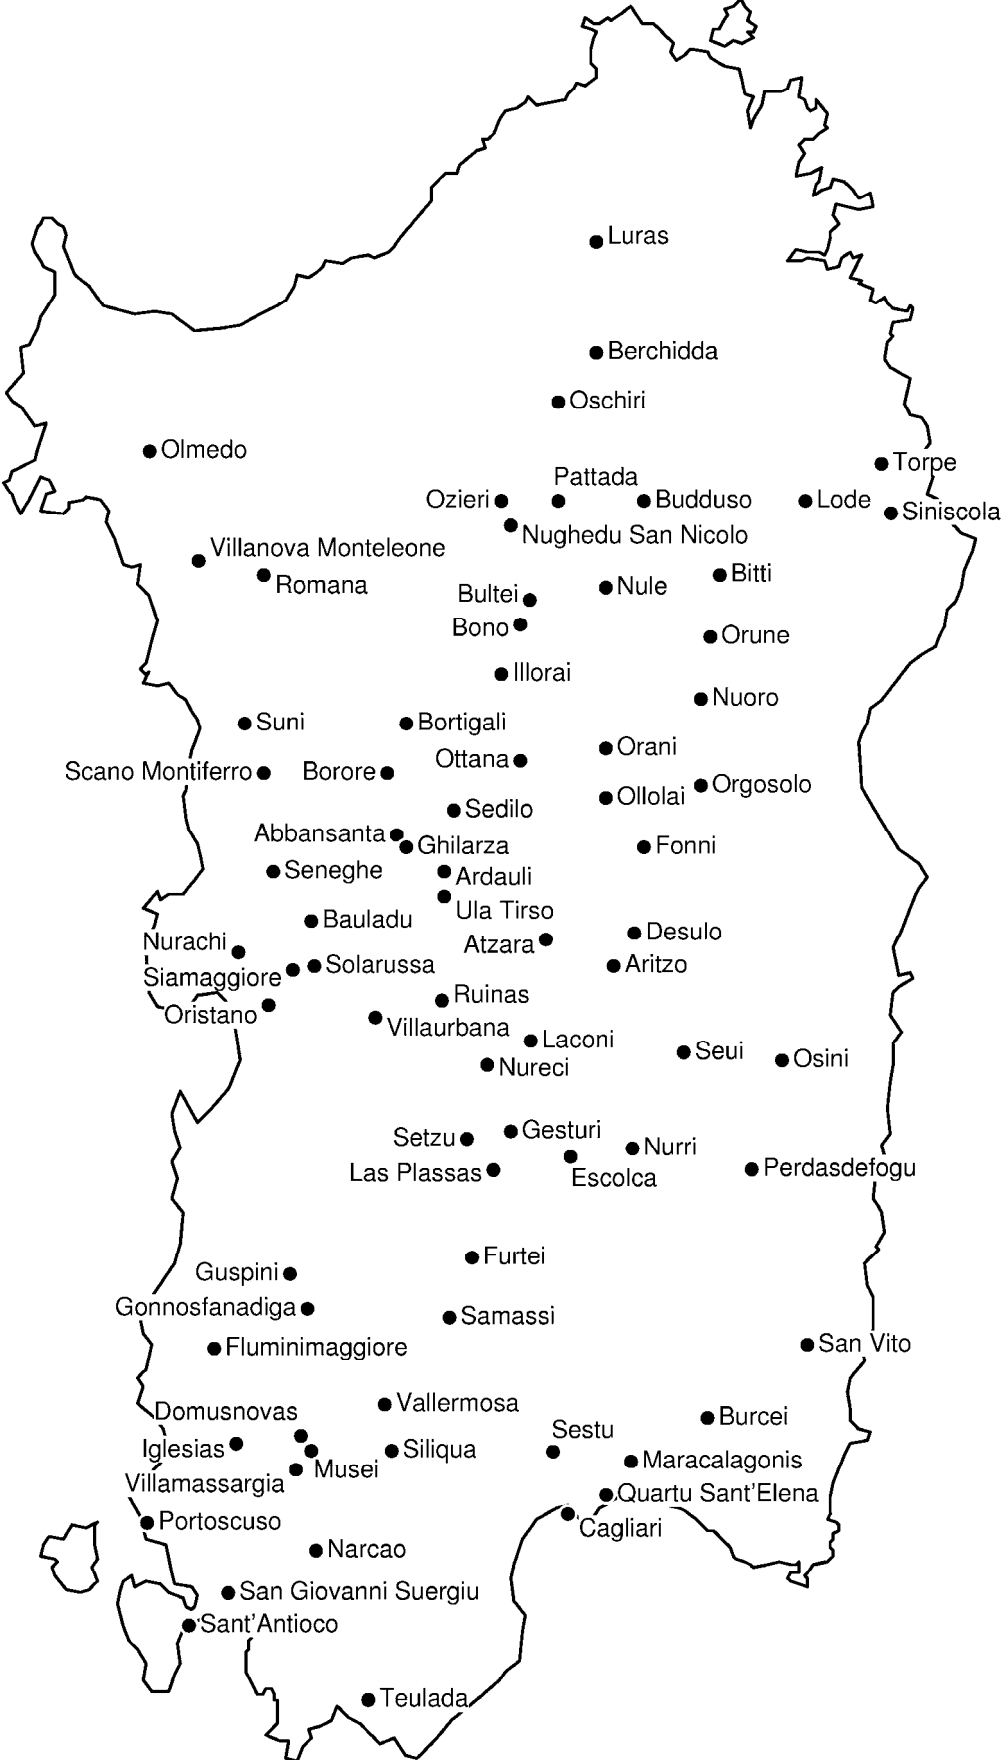 Luras
Berchidda
Oschiri
Olmedo
Torpe
Pattada
Ozieri
Budduso
Lode
Siniscola
Nughedu San Nicolo
Villanova Monteleone
Romana
Bitti
Nule
Bultei
Bono
Orune
Illorai
Nuoro
Suni
Bortigali
Orani
Ottana
Scano Montiferro
Borore
Orgosolo
Ollolai
Sedilo
Abbansanta
Ghilarza
Fonni
Seneghe
Ardauli
Ula Tirso
Bauladu
Desulo
Atzara
Nurachi
Siamaggiore
Solarussa
Aritzo
Ruinas
Oristano
Villaurbana
Laconi
Seui
Osini
Nureci
Gesturi
Setzu
Nurri
Las Plassas
Escolca
Perdasdefogu
Furtei
Guspini
Gonnosfanadiga
Samassi
San Vito
Fluminimaggiore
Vallermosa
Domusnovas
Burcei
Sestu
Iglesias
Siliqua
Musei
Maracalagonis
Villamassargia
Quartu Sant'Elena
Portoscuso
Cagliari
Narcao
San Giovanni Suergiu
Sant'Antioco
Teulada